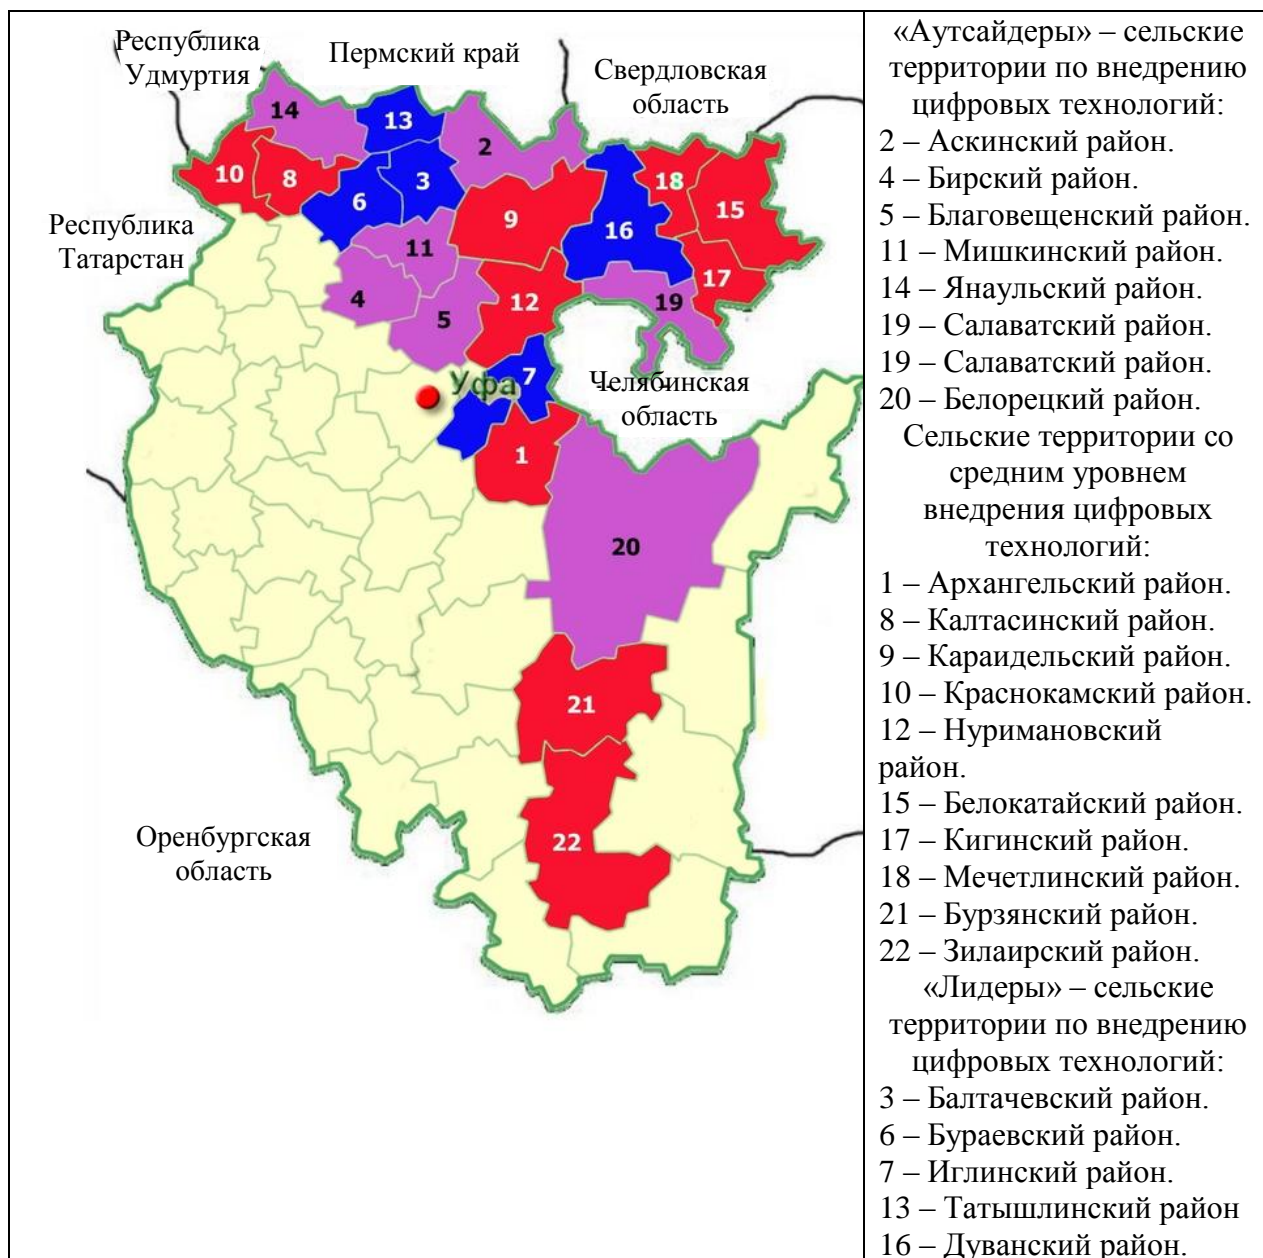 Республика
Удмуртия
Пермский край
Свердловская
область
14
13
2
10
8
6
3
18
15
9
16
11
17
Республика
Татарстан
4
5
12
19
7
Уфа
Челябинская
область
1
20
21
22
Оренбургская
область
«Аутсайдеры» – сельские
территории по внедрению
цифровых технологий:
2 – Аскинский район.
4 – Бирский район.
5 – Благовещенский район.
11 – Мишкинский район.
14 – Янаульский район.
19 – Салаватский район.
19 – Салаватский район.
20 – Белорецкий район.
Сельские территории со
средним уровнем
внедрения цифровых
технологий:
1 – Архангельский район.
8 – Калтасинский район.
9 – Караидельский район.
10 – Краснокамский район.
12 – Нуримановский
район.
15 – Белокатайский район.
17 – Кигинский район.
18 – Мечетлинский район.
21 – Бурзянский район.
22 – Зилаирский район.
«Лидеры» – сельские
территории по внедрению
цифровых технологий:
3 – Балтачевский район.
6 – Бураевский район.
7 – Иглинский район.
13 – Татышлинский район
16 – Дуванский район.